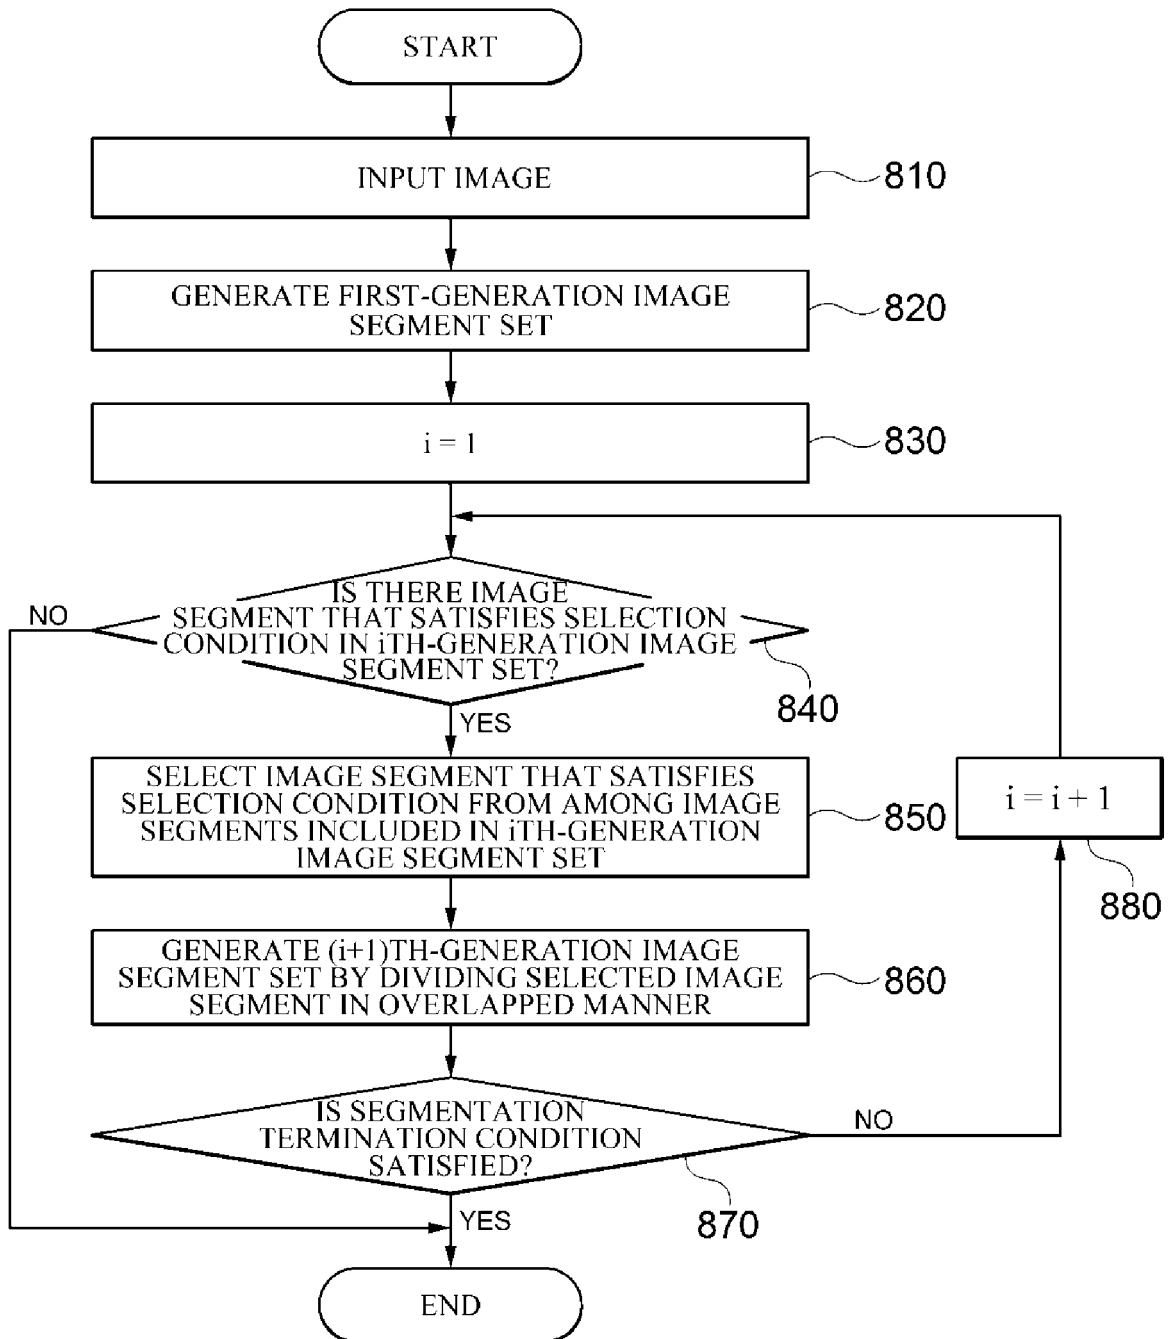 START
INPUT IMAGE
810
GENERATE FIRST-GENERATION IMAGE
SEGMENT SET
820
i = 1
830
IS THERE IMAGE
SEGMENT THAT SATISFIES SELECTION
CONDITION IN iTH-GENERATION IMAGE
SEGMENT SET?
NO
840
YES
SELECT IMAGE SEGMENT THAT SATISFIES
SELECTION CONDITION FROM AMONG IMAGE
SEGMENTS INCLUDED IN iTH-GENERATION
IMAGE SEGMENT SET
850
i = i + 1
880
GENERATE (i+1)TH-GENERATION IMAGE
SEGMENT SET BY DIVIDING SELECTED IMAGE
SEGMENT IN OVERLAPPED MANNER
860
IS SEGMENTATION
TERMINATION CONDITION
SATISFIED?
NO
870
YES
END